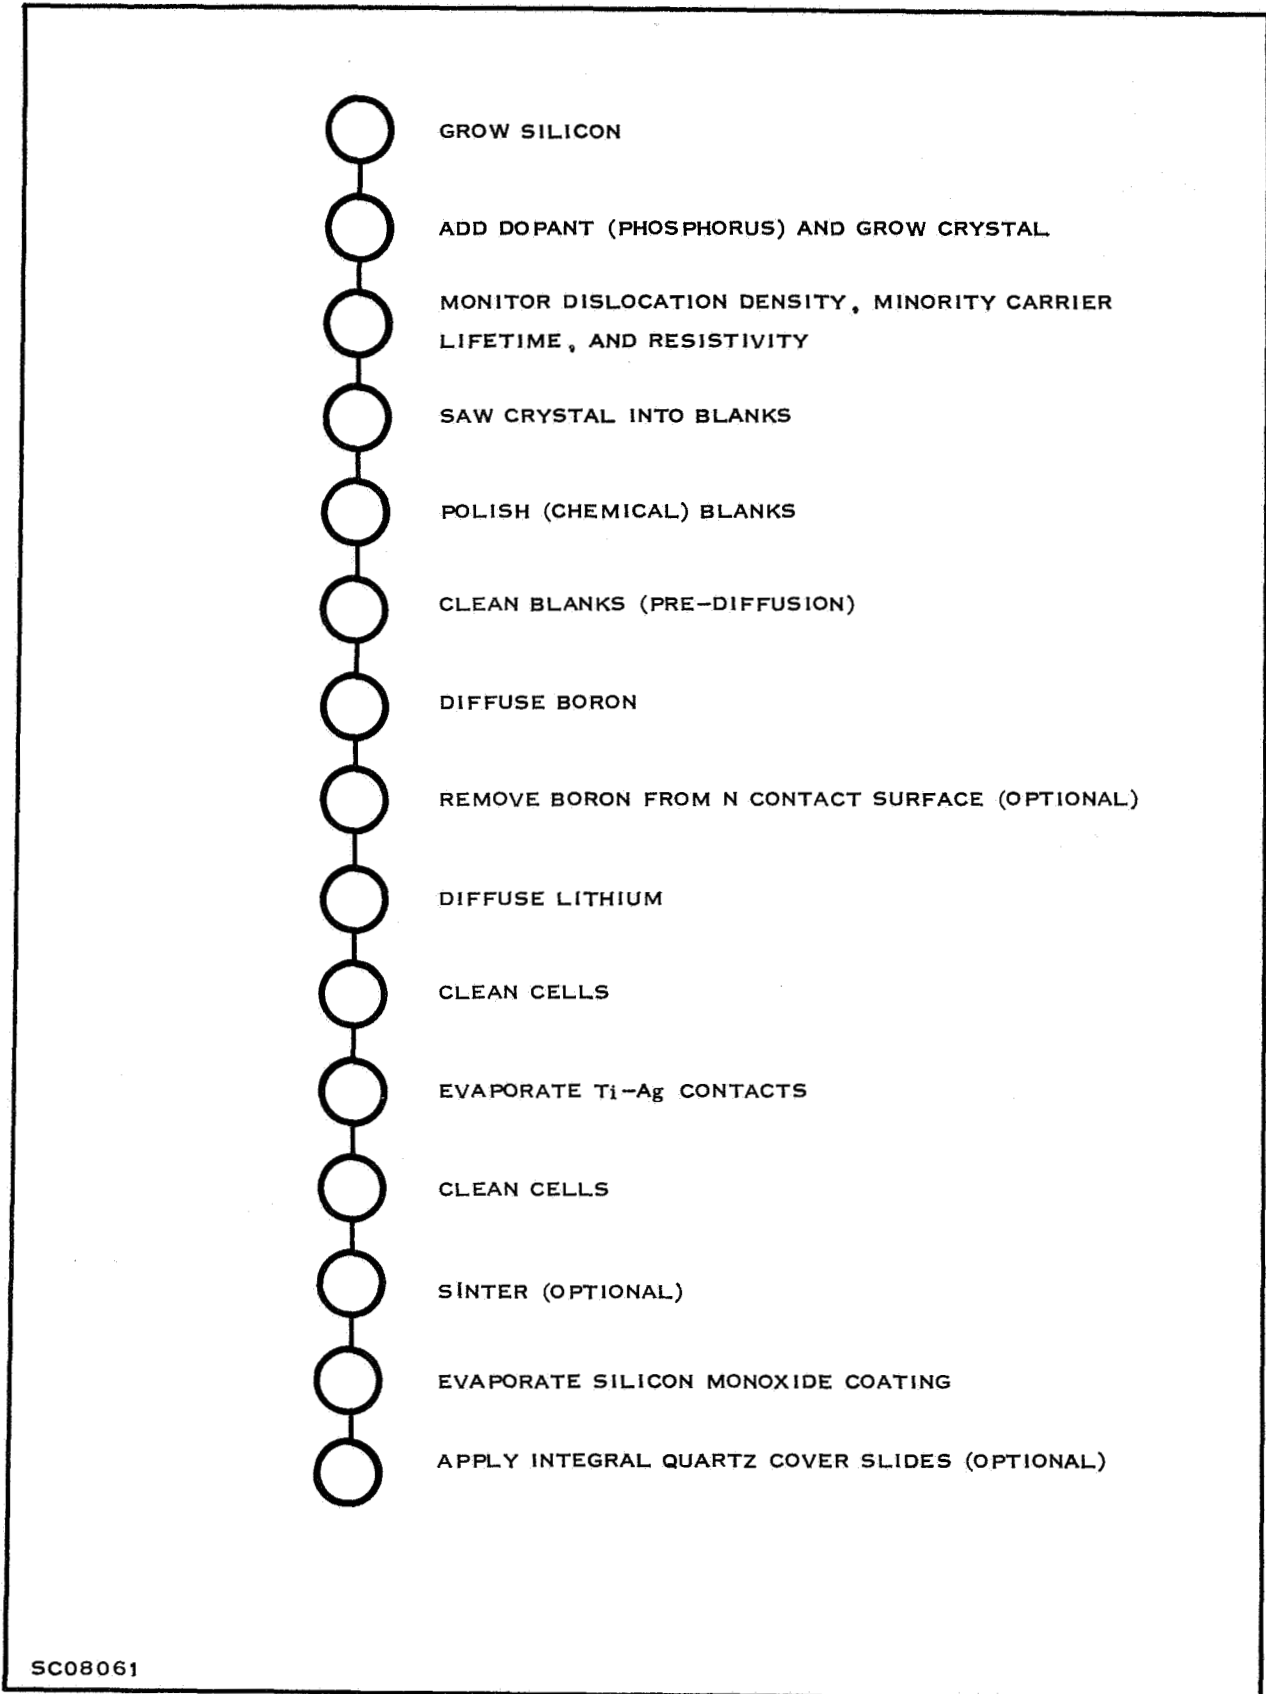 GROW SILICON
ADD DOPANT (PHOSPHORUS) AND GROW CRYSTAL
MONITOR DISLOCATION DENSITY, MINORITY CARRIER
LIFETIME, AND RESISTIVITY
SAW CRYSTAL INTO BLANKS
POLISH (CHEMICAL) BLANKS
CLEAN BLANKS (PRE-DIFFUSION)
DIFFUSE BORON
REMOVE BORON FROM N CONTACT SURFACE (OPTIONAL)
DIFFUSE LITHIUM
CLEAN CELLS
EVAPORATE Ti-Ag CONTACTS
CLEAN CELLS
SINTER (OPTIONAL)
EVAPORATE SILICON MONOXIDE COATING
APPLY INTEGRAL QUARTZ COVER SLIDES (OPTIONAL)
SC08061